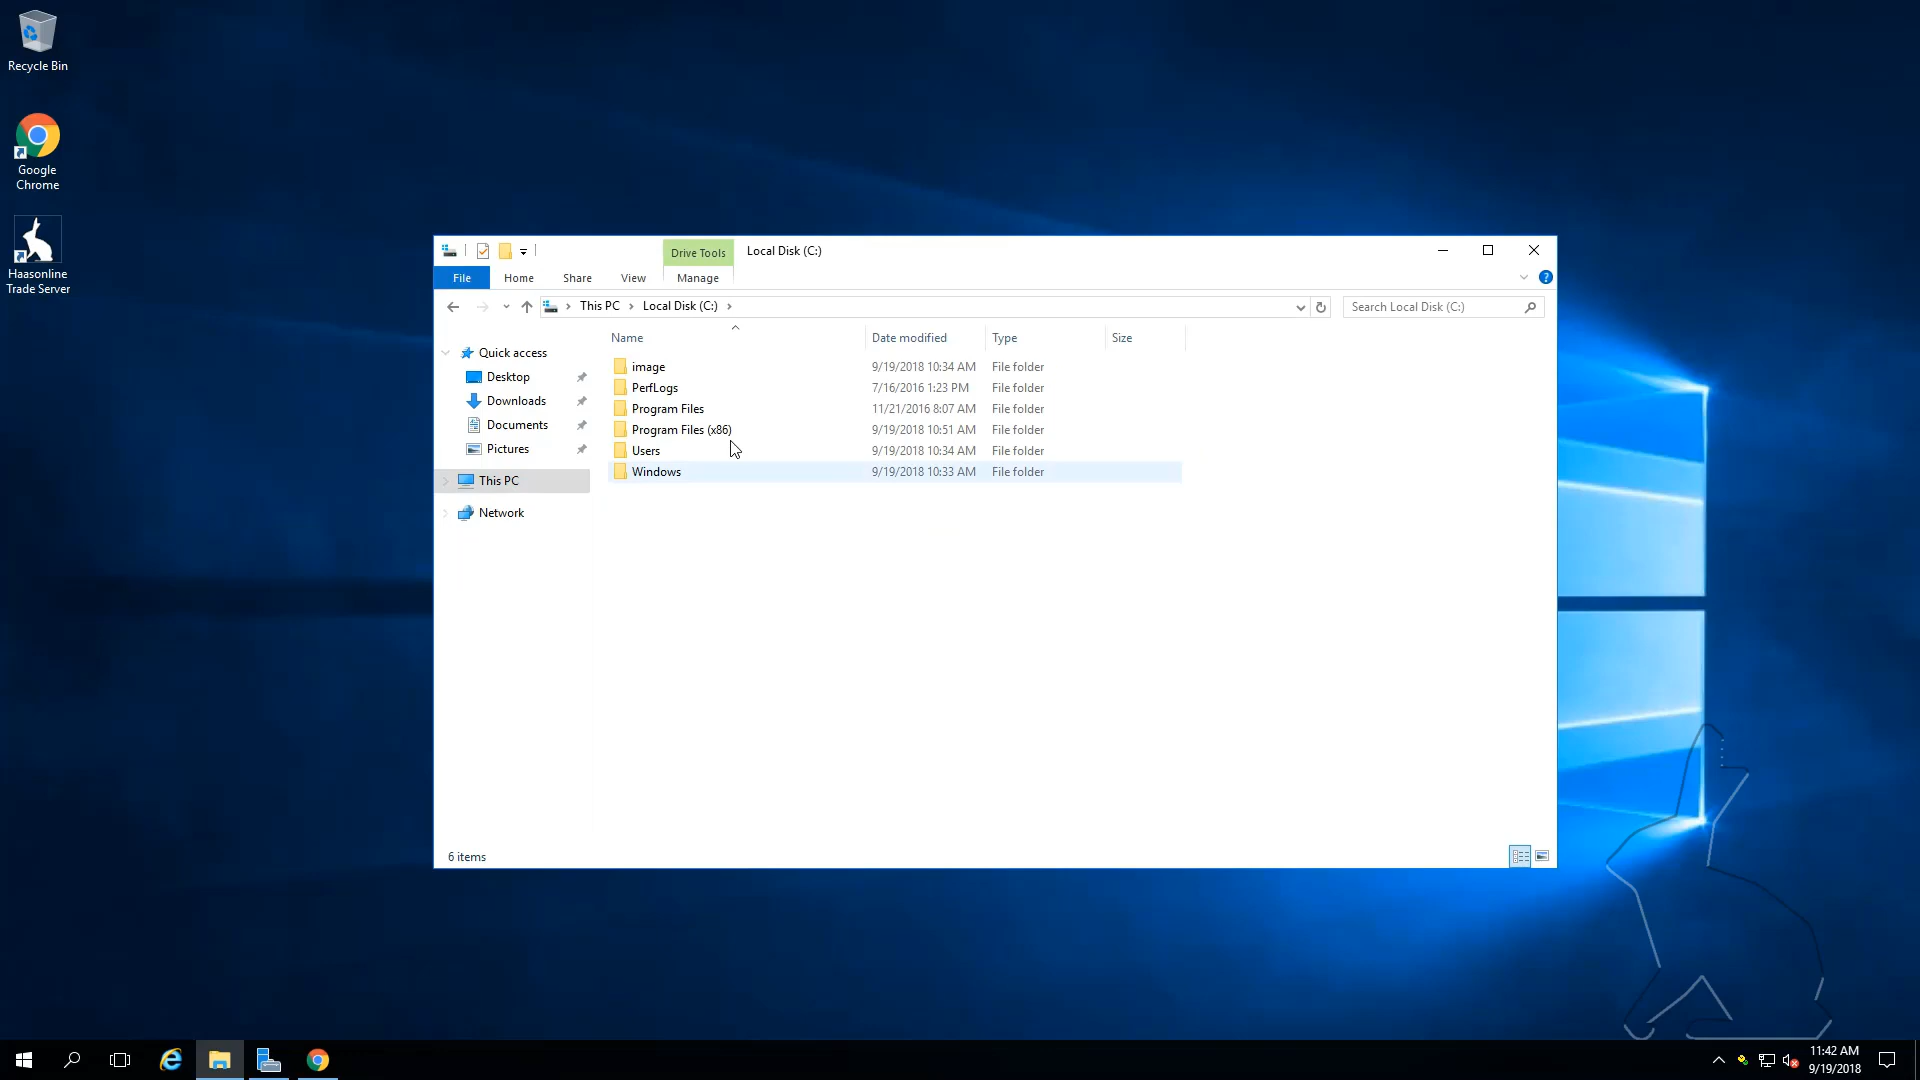 Recycle Bin
Google
Chrome
Haasonline
Trade Server
Drive Tools
Local Disk (C:)
File
Home
Share
View
Manage
This PC
Local Disk (C:)
Search Local Disk (C:)
Name
Date modified
Type
Size
Quick access
Desktop
Downloads
Documents
Pictures
This PC
Network
image 9/19/2018 10:34 AM File folder
PerfLogs 7/16/2016 1:23 PM File folder
Program Files 11/21/2016 8:07 AM File folder
Program Files (x86) 9/19/2018 10:51 AM File folder
Users 9/19/2018 10:34 AM File folder
Windows 9/19/2018 10:33 AM File folder
6 items
11:42 AM
9/19/2018